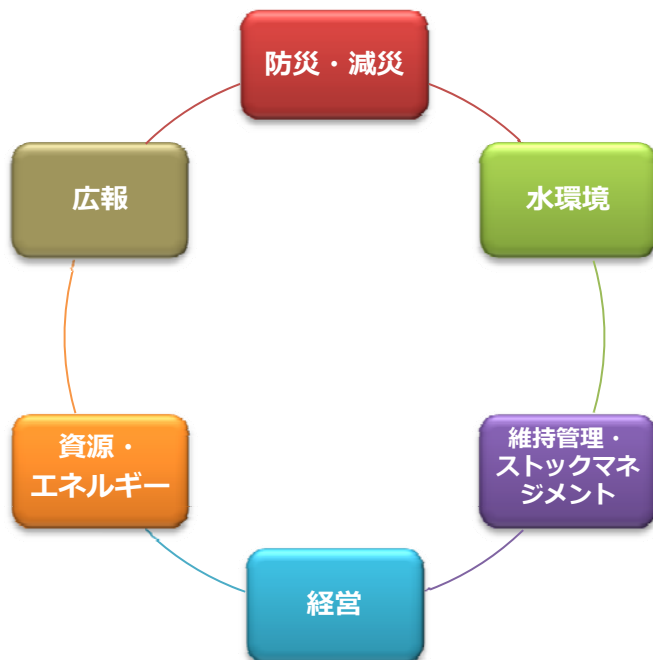 防災・減災
水環境
維持管理・
ストックマネ
ジメント
経営
資源・
エネルギー
広報